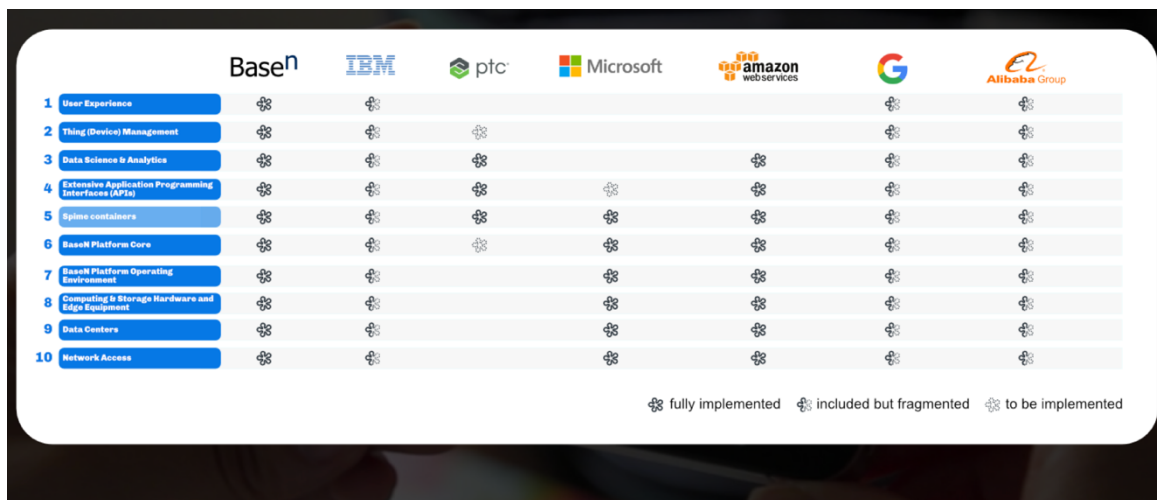 Baseⁿ
IBM
ptc
Microsoft
amazon
webservices
G
Alibaba Group
1 User Experience
2 Thing (Device) Management
3 Data Science & Analytics
4 Extensive Application Programming
Interfaces (APIs)
5 Spime containers
6 BaseN Platform Core
7 BaseN Platform Operating
Environment
8 Computing & Storage Hardware and
Edge Equipment
9 Data Centers
10 Network Access
fully implemented included but fragmented to be implemented